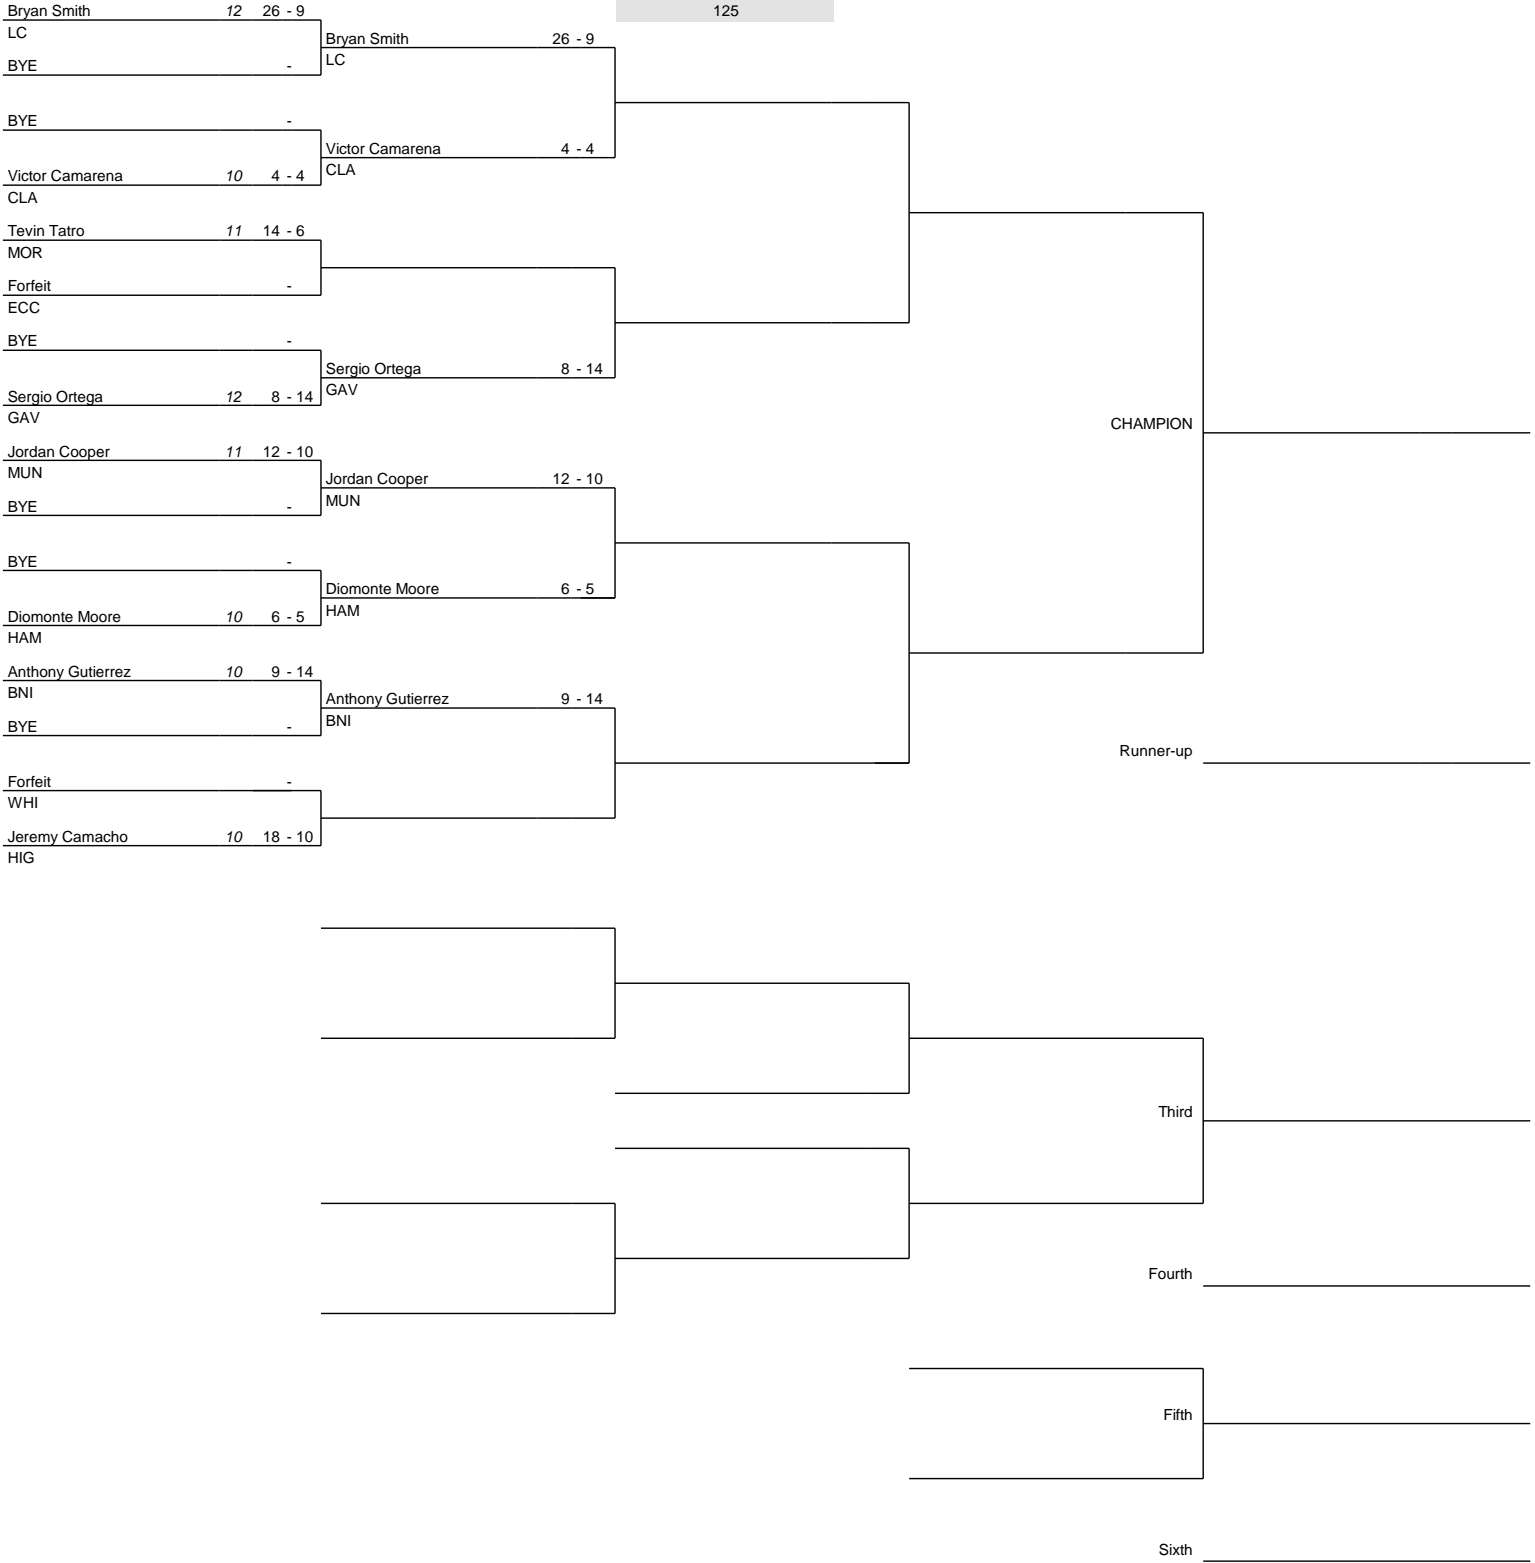 Bryan Smith 12 26 - 9
LC
BYE -
BYE -
Victor Camarena 10 4 - 4
CLA
Tevin Tatro 11 14 - 6
MOR
Forfeit -
ECC
BYE -
Sergio Ortega 12 8 - 14
GAV
Jordan Cooper 11 12 - 10
MUN
BYE -
BYE -
Diomonte Moore 10 6 - 5
HAM
Anthony Gutierrez 10 9 - 14
BNI
BYE -
Forfeit -
WHI
Jeremy Camacho 10 18 - 10
HIG
Bryan Smith 26 - 9
LC
Victor Camarena 4 - 4
CLA
Sergio Ortega 8 - 14
GAV
Jordan Cooper 12 - 10
MUN
Diomonte Moore 6 - 5
HAM
Anthony Gutierrez 9 - 14
BNI
125
CHAMPION
Runner-up
Third
Fourth
Fifth
Sixth